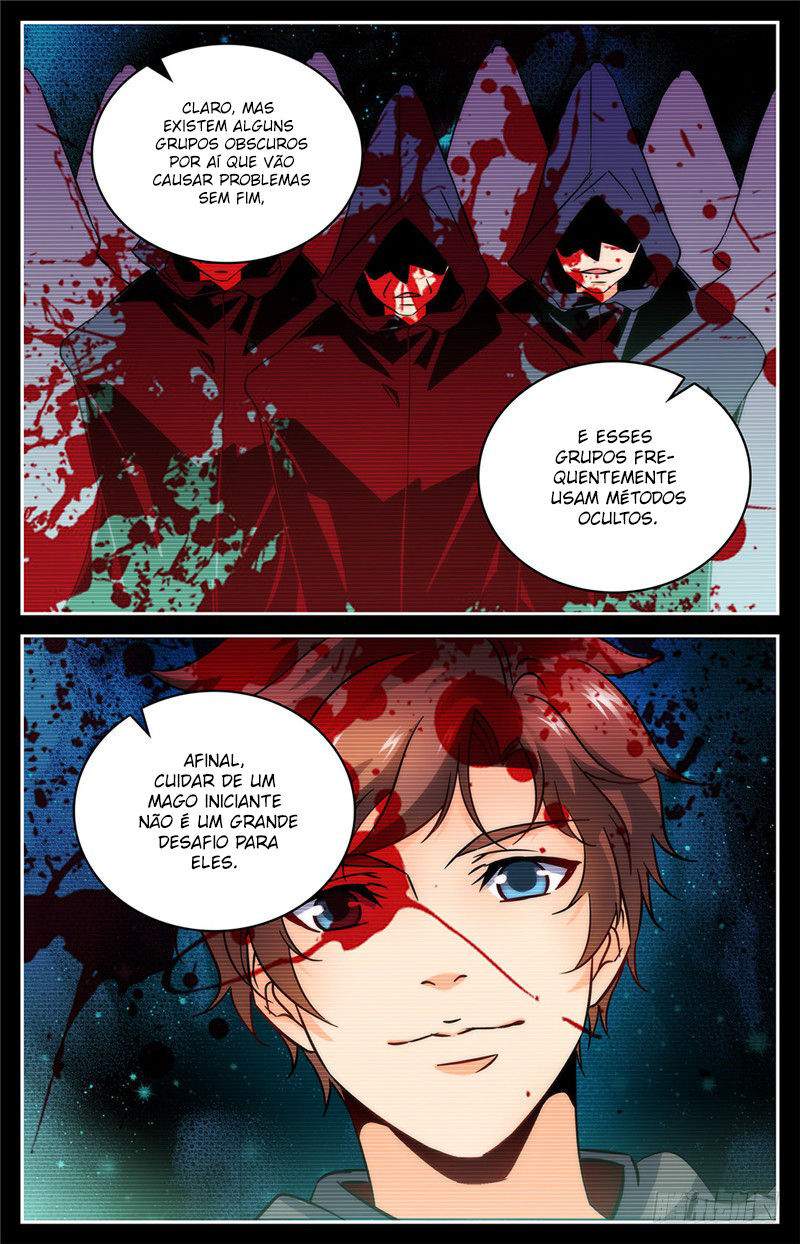 CLARO, MAS
EXISTEM ALGUNS
GRUPOS OBSCUROS
POR AÍ QUE VÃO
CAUSAR PROBLEMAS
SEM FIM,
E ESSES
GRUPOS FRE-
QUENTEMENTE
USAM MÉTODOS
OCULTOS.
AFINAL,
CUIDAR DE UM
MAGO INICIANTE
NÃO É UM GRANDE
DESAFIO PARA
ELES.